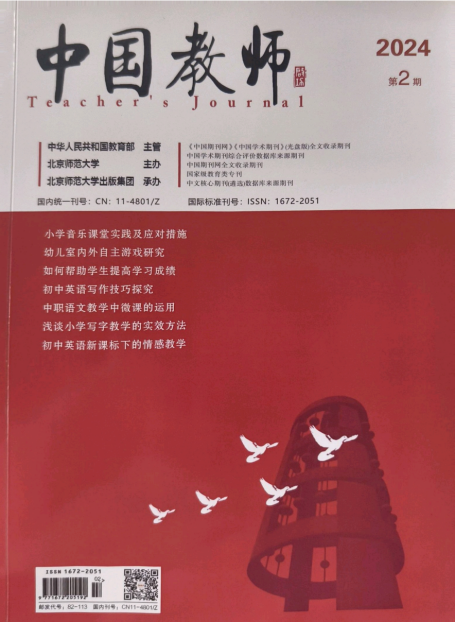 中国教师
Teacher's Journal
2024
第2期
中华人民共和国教育部 主管
北京师范大学 主办
北京师范大学出版集团 承办
《中国期刊网》《中国学术期刊》(光盘版)全文收录期刊
中国学术期刊综合评价数据库来源期刊
中国期刊网全文收录期刊
国家级教育类专刊
中文核心期刊(遴选)数据库来源期刊
国内统一刊号：CN：11-4801/Z
国际标准刊号：ISSN：1672-2051
小学音乐课堂实践及应对措施
幼儿室内外自主游戏研究
如何帮助学生提高学习成绩
初中英语写作技巧探究
中职语文教学中微课的运用
浅谈小学写字教学的实效方法
初中英语新课标下的情感教学
ISSN 1672-2051
02>
9 771672 205192
邮发代号：82-113 国内刊号：CN11-4801/Z